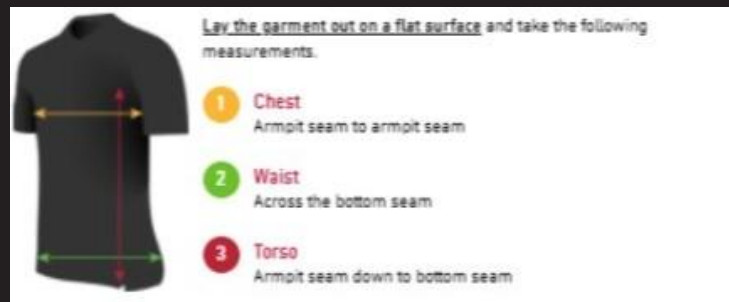 Lay the garment out on a flat surface and take the following
measurements.
1 Chest
Armpit seam to armpit seam
2 Waist
Across the bottom seam
3 Torso
Armpit seam down to bottom seam